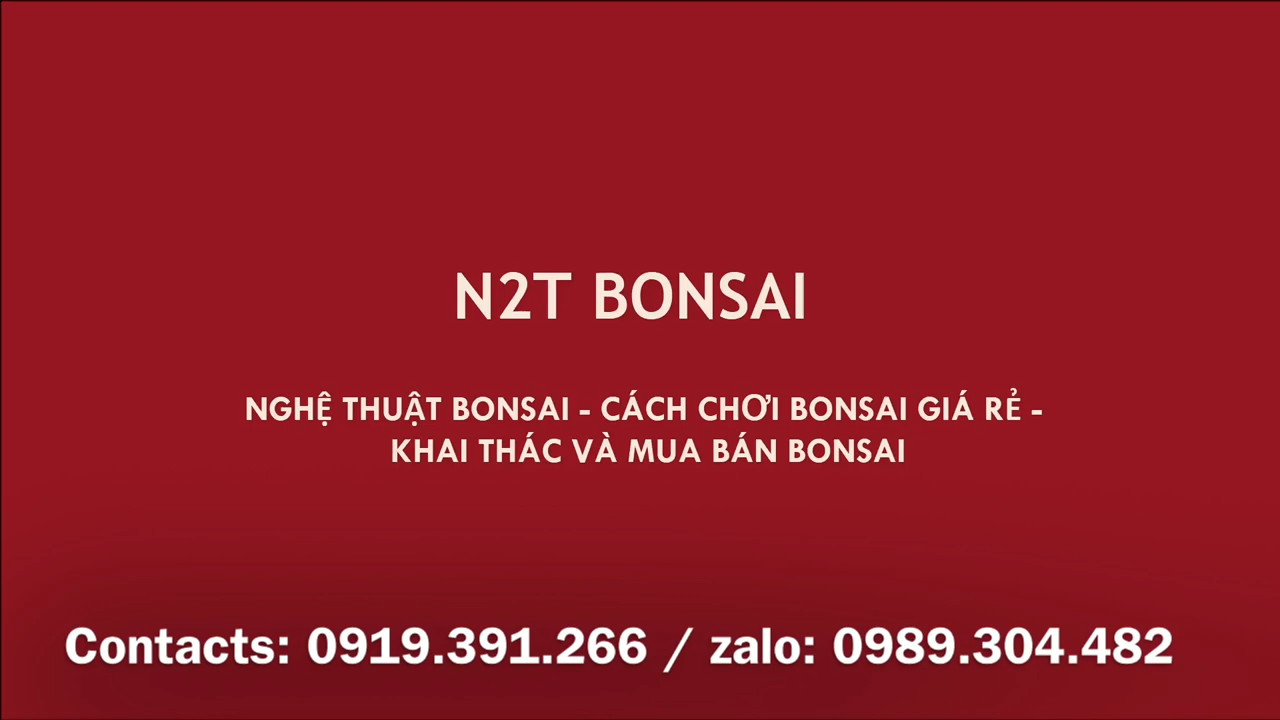 N2T BONSAI
NGHỆ THUẬT BONSAI - CÁCH CHƠI BONSAI GIÁ RẺ -
KHAI THÁC VÀ MUA BÁN BONSAI
Contacts: 0919.391.266 / zalo: 0989.304.482